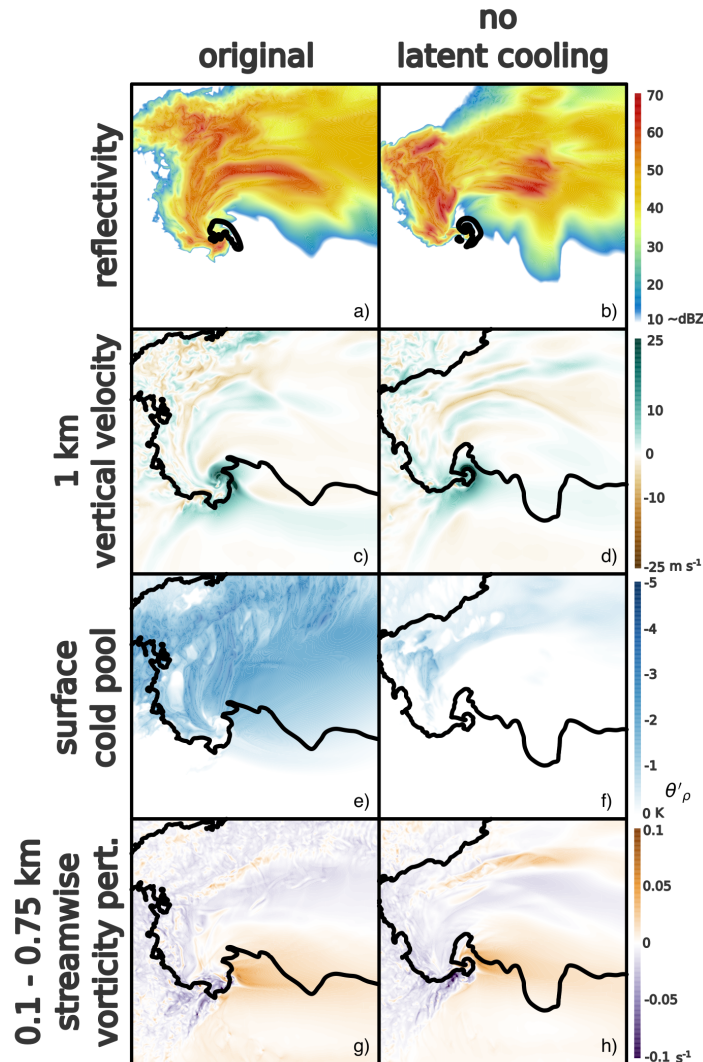 no
original latent cooling
reflectivity
a) b)
70
60
50
40
30
20
10 ~dBZ
1 km
vertical velocity
c) d)
25
10
0
-10
-25 m s⁻¹
surface
cold pool
e) f)
-5
-4
-3
-2
-1
θ′ρ
0 K
0.1 - 0.75 km
streamwise
vorticity pert.
g) h)
0.1
0.05
0
-0.05
-0.1 s⁻¹